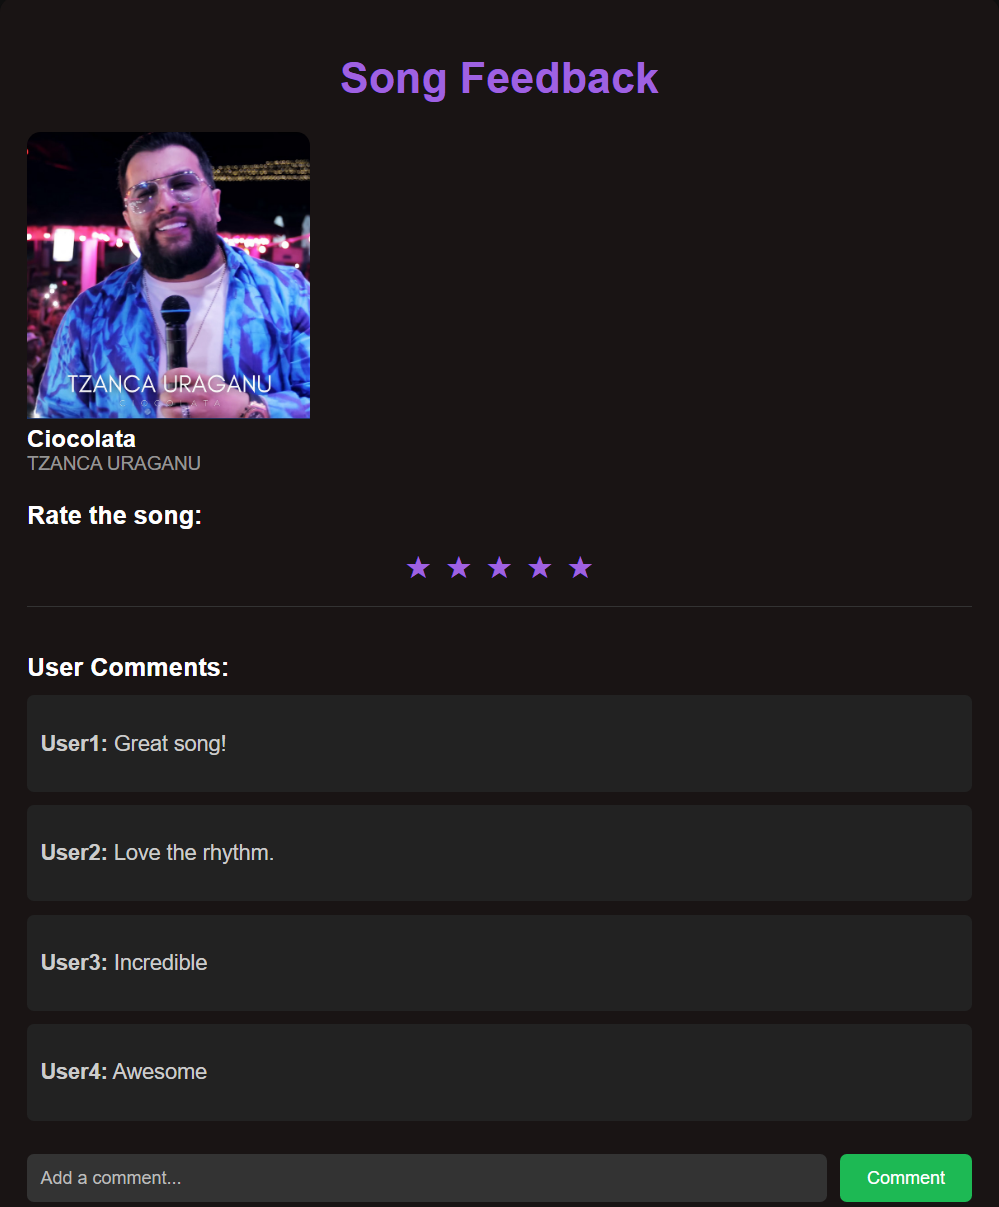 Song Feedback
TZANCA URAGANU
CIOCOLATA
Ciocolata
TZANCA URAGANU
Rate the song:
★ ★ ★ ★ ★
User Comments:
User1: Great song!
User2: Love the rhythm.
User3: Incredible
User4: Awesome
Add a comment... Comment